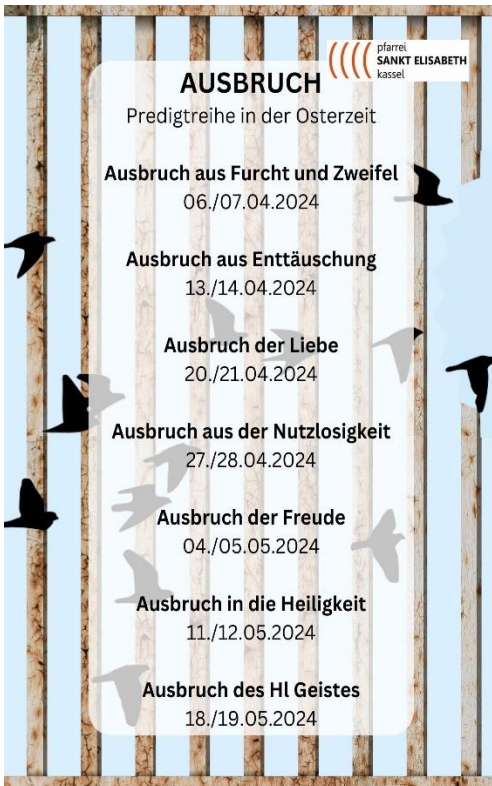 pfarrei
SANKT ELISABETH
kassel
AUSBRUCH
Predigtreihe in der Osterzeit
Ausbruch aus Furcht und Zweifel
06./07.04.2024
Ausbruch aus Enttäuschung
13./14.04.2024
Ausbruch der Liebe
20./21.04.2024
Ausbruch aus der Nutzlosigkeit
27./28.04.2024
Ausbruch der Freude
04./05.05.2024
Ausbruch in die Heiligkeit
11./12.05.2024
Ausbruch des Hl Geistes
18./19.05.2024